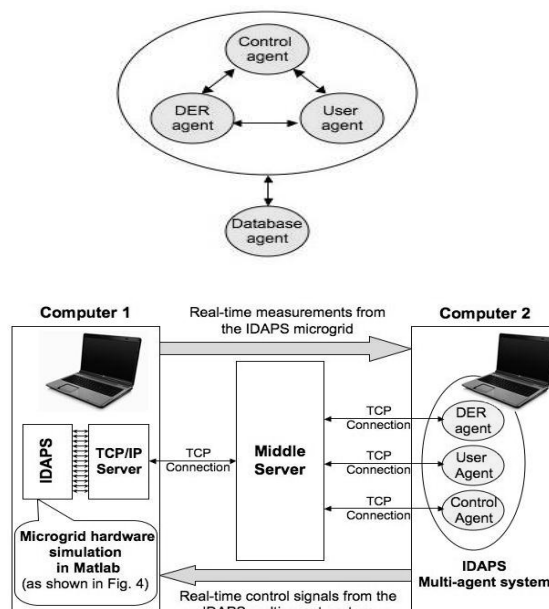 Control
agent
DER
agent
User
agent
Database
agent
Computer 1
Real-time measurements from
the IDAPS microgrid
Computer 2
IDAPS
TCP/IP
Server
TCP
Connection
Middle
Server
TCP
Connection
DER
agent
TCP
Connection
User
Agent
TCP
Connection
Control
Agent
Microgrid hardware
simulation
in Matlab
(as shown in Fig. 4)
IDAPS
Multi-agent system
Real-time control signals from the